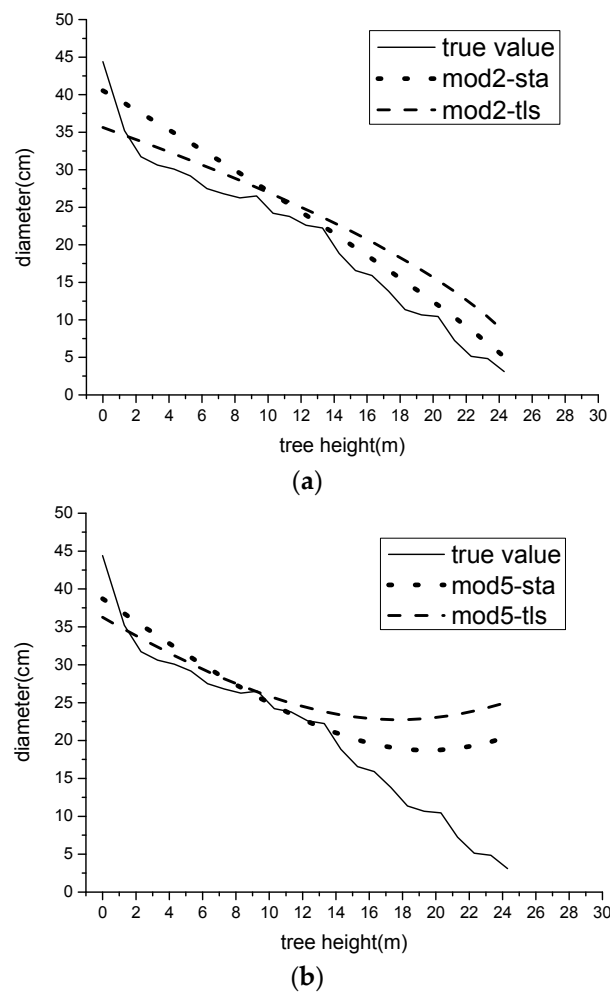 50
45
40
35
30
25
20
15
10
5
0
diameter(cm)
true value
mod2-sta
mod2-tls
0 2 4 6 8 10 12 14 16 18 20 22 24 26 28 30
tree height(m)
(a)
50
45
40
35
30
25
20
15
10
5
0
diameter(cm)
true value
mod5-sta
mod5-tls
0 2 4 6 8 10 12 14 16 18 20 22 24 26 28 30
tree height(m)
(b)